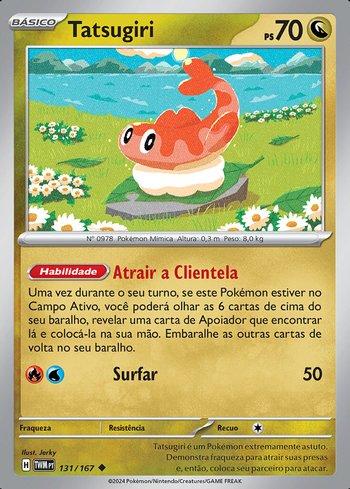 BÁSICO
Tatsugiri
PS 70
Nº 0978 Pokémon Mímica Altura: 0,3 m Peso: 8,0 kg
Habilidade Atrair a Clientela
Uma vez durante o seu turno, se este Pokémon estiver no
Campo Ativo, você poderá olhar as 6 cartas de cima do
seu baralho, revelar uma carta de Apoiador que encontrar
lá e colocá-la na sua mão. Embaralhe as outras cartas
de volta no seu baralho.
Surfar 50
Fraqueza Resistência Recuo
Ilust. Jerky
H TWM PT 131/167
Tatsugiri é um Pokémon extremamente astuto.
Demonstra fraqueza para atrair suas presas
e, então, coloca seu parceiro para atacar.
©2024 Pokémon/Nintendo/Creatures/GAME FREAK